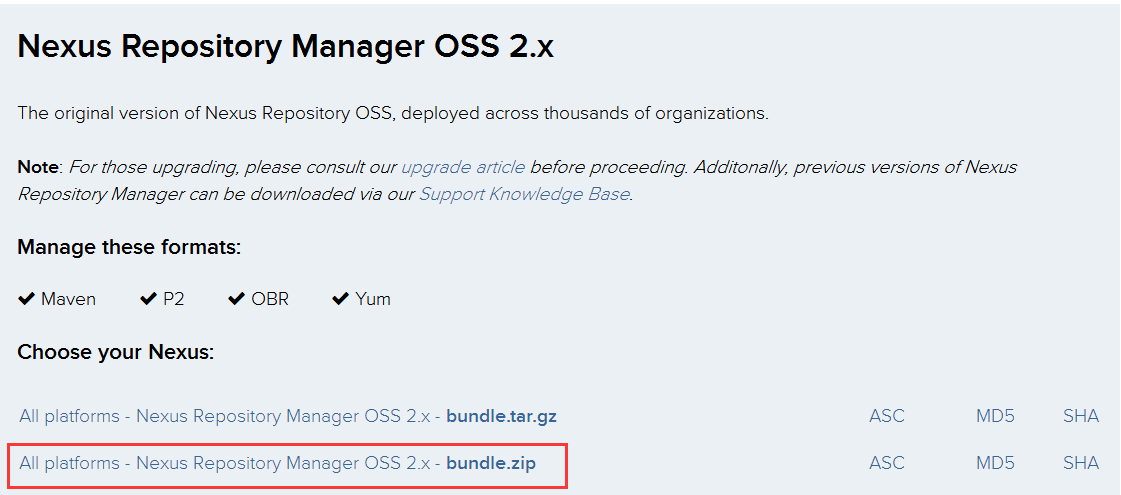 Nexus Repository Manager OSS 2.x
The original version of Nexus Repository OSS, deployed across thousands of organizations.
Note: For those upgrading, please consult our upgrade article before proceeding. Additonally, previous versions of Nexus
Repository Manager can be downloaded via our Support Knowledge Base.
Manage these formats:
✔ Maven ✔ P2 ✔ OBR ✔ Yum
Choose your Nexus:
All platforms - Nexus Repository Manager OSS 2.x - bundle.tar.gz ASC MD5 SHA
All platforms - Nexus Repository Manager OSS 2.x - bundle.zip ASC MD5 SHA